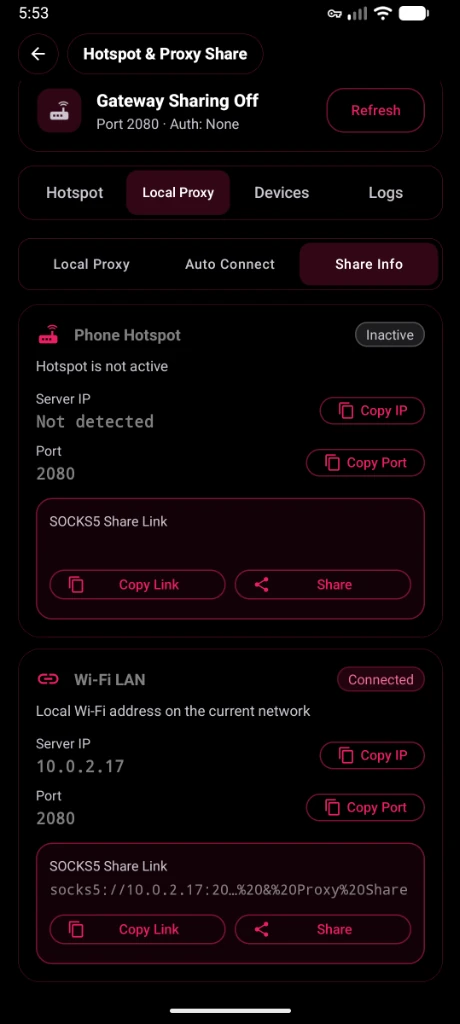 5:53
Hotspot & Proxy Share
Gateway Sharing Off
Port 2080 · Auth: None
Refresh
Hotspot
Local Proxy
Devices
Logs
Local Proxy
Auto Connect
Share Info
Phone Hotspot
Inactive
Hotspot is not active
Server IP
Not detected
Copy IP
Port
2080
Copy Port
SOCKS5 Share Link
Copy Link
Share
Wi-Fi LAN
Connected
Local Wi-Fi address on the current network
Server IP
10.0.2.17
Copy IP
Port
2080
Copy Port
SOCKS5 Share Link
socks5://10.0.2.17:20…%20&%20Proxy%20Share
Copy Link
Share